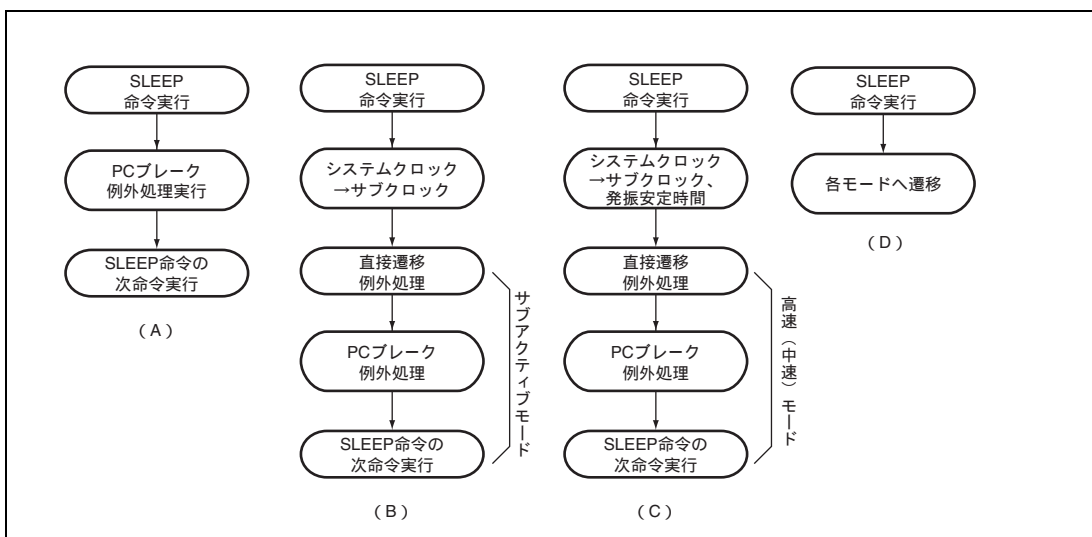 SLEEP
命令実行
PCブレーク
例外処理実行
SLEEP命令の
次命令実行
（A）
SLEEP
命令実行
システムクロック
→サブクロック
直接遷移
例外処理
PCブレーク
例外処理
SLEEP命令の
次命令実行
サブアクティブモード
（B）
SLEEP
命令実行
システムクロック
→サブクロック、
発振安定時間
直接遷移
例外処理
PCブレーク
例外処理
SLEEP命令の
次命令実行
高速（中速）モード
（C）
SLEEP
命令実行
各モードへ遷移
（D）